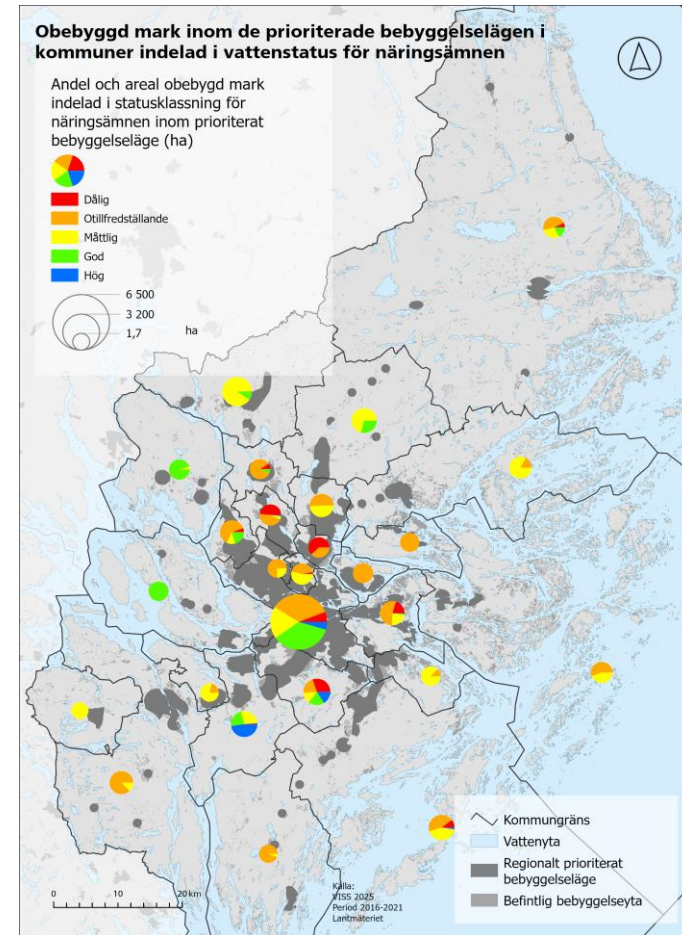 Obebyggd mark inom de prioriterade bebyggelselägen i
kommuner indelad i vattenstatus för näringsämnen
Andel och areal obebygd mark
indelad i statusklassning för
näringsämnen inom prioriterat
bebyggelseläge (ha)
Dålig
Otillfredställande
Måttlig
God
Hög
6 500
3 200
1,7
ha
Kommungräns
Vattenyta
Regionalt prioriterat
bebyggelseläge
Befintlig bebyggelseyta
0 10 20 km
Källa:
VISS 2025
Period 2016-2021
Lantmäteriet